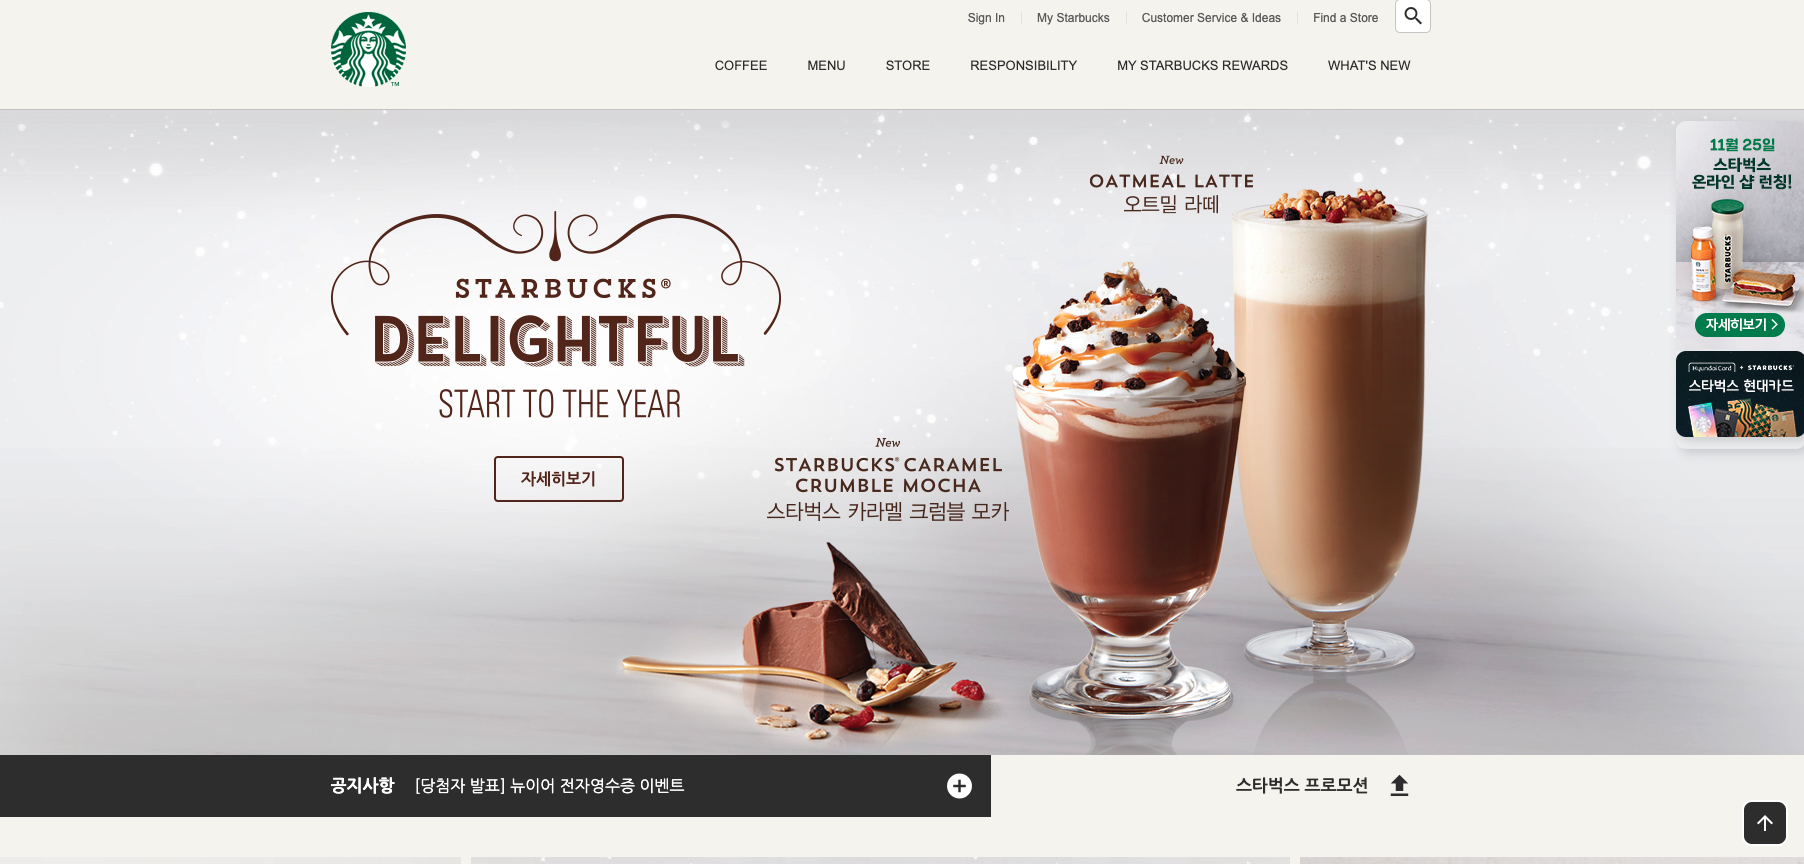 Sign In
My Starbucks
Customer Service & Ideas
Find a Store
COFFEE
MENU
STORE
RESPONSIBILITY
MY STARBUCKS REWARDS
WHAT'S NEW
TM
STARBUCKS®
DELIGHTFUL
START TO THE YEAR
자세히보기
New
OATMEAL LATTE
오트밀 라떼
New
STARBUCKS® CARAMEL
CRUMBLE MOCHA
스타벅스 카라멜 크럼블 모카
11월 25일
스타벅스
온라인 샵 런칭!
STARBUCKS
자세히보기
HyundaiCard + STARBUCKS
스타벅스 현대카드
공지사항
[당첨자 발표] 뉴이어 전자영수증 이벤트
스타벅스 프로모션